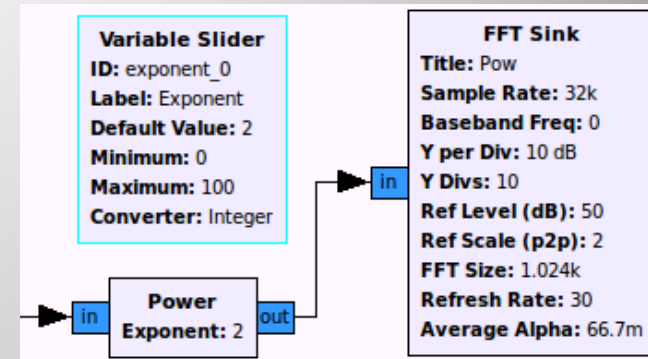 Variable Slider
ID: exponent_0
Label: Exponent
Default Value: 2
Minimum: 0
Maximum: 100
Converter: Integer
FFT Sink
Title: Pow
Sample Rate: 32k
Baseband Freq: 0
Y per Div: 10 dB
Y Divs: 10
Ref Level (dB): 50
Ref Scale (p2p): 2
FFT Size: 1.024k
Refresh Rate: 30
Average Alpha: 66.7m
in
in
Power
Exponent: 2
out